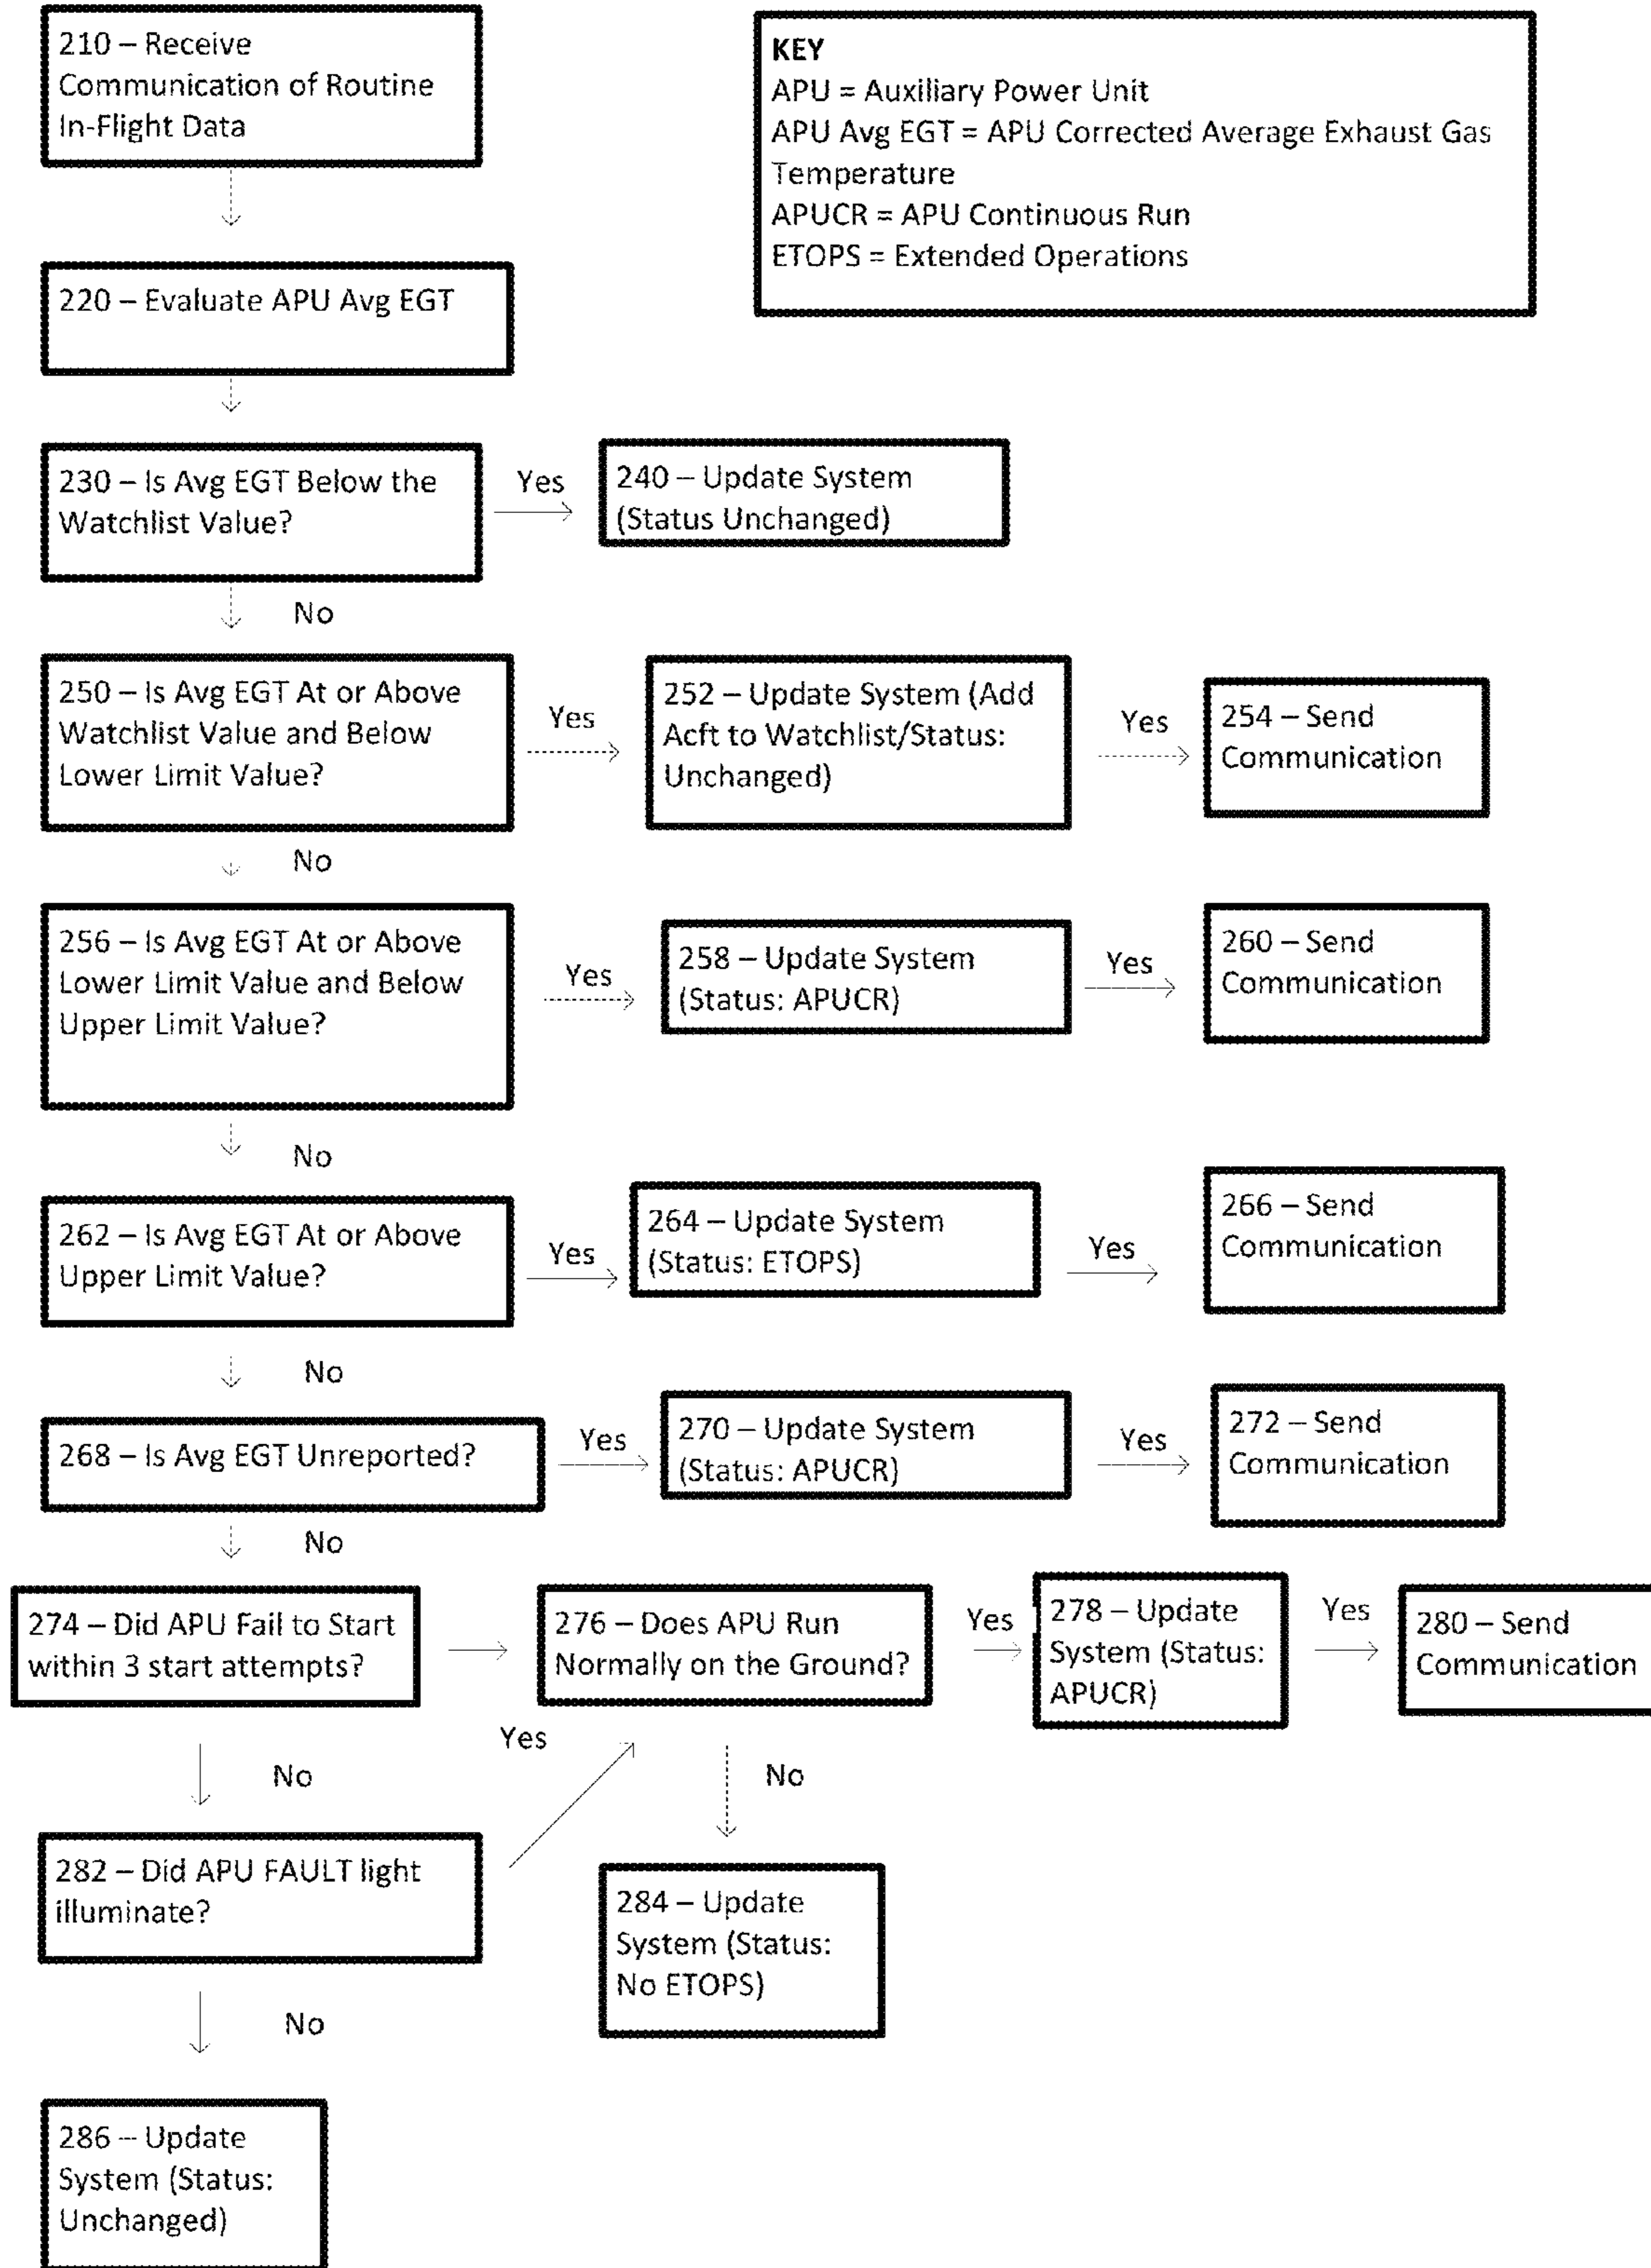 210 – Receive
Communication of Routine
In-Flight Data
KEY
APU = Auxiliary Power Unit
APU Avg EGT = APU Corrected Average Exhaust Gas
Temperature
APUCR = APU Continuous Run
ETOPS = Extended Operations
220 – Evaluate APU Avg EGT
230 – Is Avg EGT Below the
Watchlist Value?
Yes
240 – Update System
(Status Unchanged)
No
250 – Is Avg EGT At or Above
Watchlist Value and Below
Lower Limit Value?
Yes
252 – Update System (Add
Acft to Watchlist/Status:
Unchanged)
Yes
254 – Send
Communication
No
256 – Is Avg EGT At or Above
Lower Limit Value and Below
Upper Limit Value?
Yes
258 – Update System
(Status: APUCR)
Yes
260 – Send
Communication
No
262 – Is Avg EGT At or Above
Upper Limit Value?
Yes
264 – Update System
(Status: ETOPS)
Yes
266 – Send
Communication
No
268 – Is Avg EGT Unreported?
Yes
270 – Update System
(Status: APUCR)
Yes
272 – Send
Communication
No
274 – Did APU Fail to Start
within 3 start attempts?
276 – Does APU Run
Normally on the Ground?
Yes
278 – Update
System (Status:
APUCR)
Yes
280 – Send
Communication
Yes
No
No
282 – Did APU FAULT light
illuminate?
284 – Update
System (Status:
No ETOPS)
No
286 – Update
System (Status:
Unchanged)